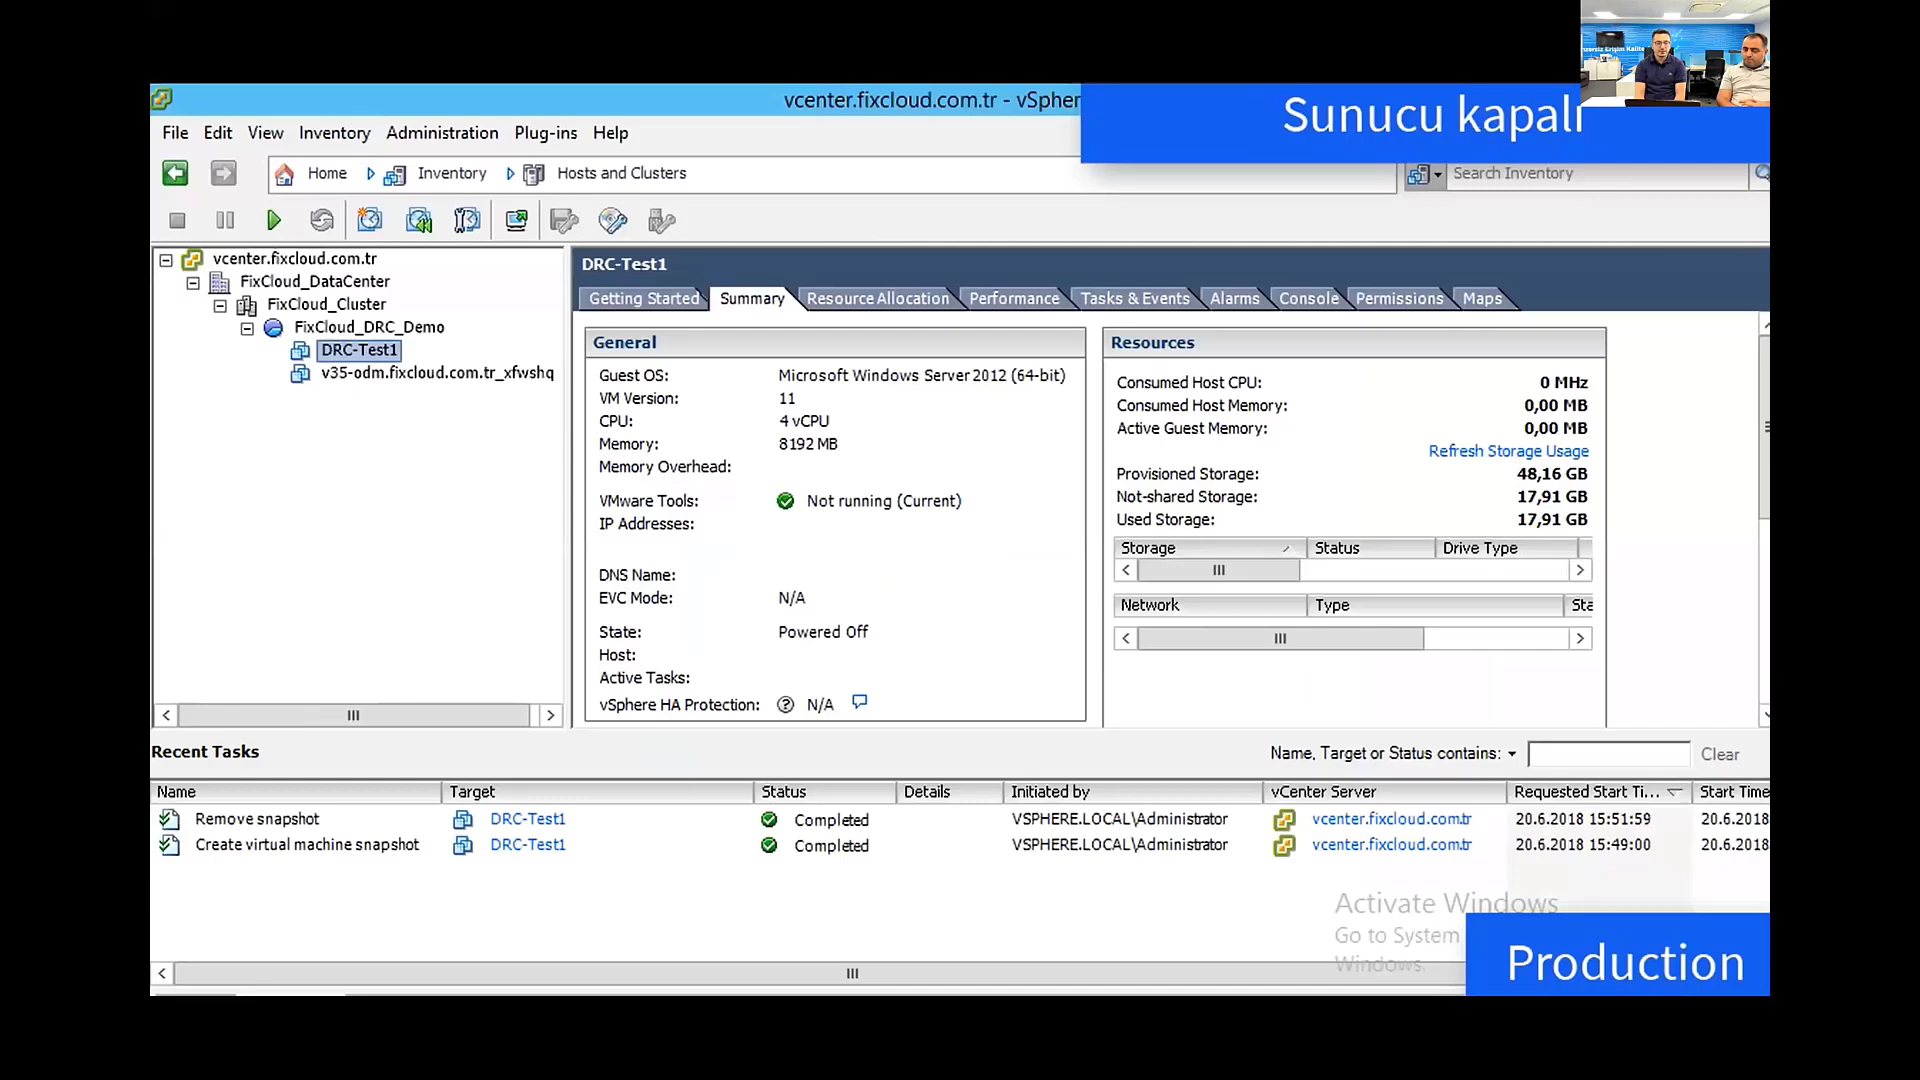 vcenter.fixcloud.com.tr - vSpher
Sunucu kapalı
File Edit View Inventory Administration Plug-ins Help
Home Inventory Hosts and Clusters
Search Inventory
vcenter.fixcloud.com.tr
FixCloud_DataCenter
FixCloud_Cluster
FixCloud_DRC_Demo
DRC-Test1
v35-odm.fixcloud.com.tr_xfwshq
DRC-Test1
Getting Started Summary Resource Allocation Performance Tasks & Events Alarms Console Permissions Maps
General
Guest OS: Microsoft Windows Server 2012 (64-bit)
VM Version: 11
CPU: 4 vCPU
Memory: 8192 MB
Memory Overhead:
VMware Tools: Not running (Current)
IP Addresses:
DNS Name:
EVC Mode: N/A
State: Powered Off
Host:
Active Tasks:
vSphere HA Protection: N/A
Resources
Consumed Host CPU: 0 MHz
Consumed Host Memory: 0,00 MB
Active Guest Memory: 0,00 MB
Refresh Storage Usage
Provisioned Storage: 48,16 GB
Not-shared Storage: 17,91 GB
Used Storage: 17,91 GB
Storage Status Drive Type
Network Type Sta
Recent Tasks
Name, Target or Status contains: Clear
Name Target Status Details Initiated by vCenter Server Requested Start Ti... Start Time
Remove snapshot DRC-Test1 Completed VSPHERE.LOCAL\Administrator vcenter.fixcloud.com.tr 20.6.2018 15:51:59 20.6.2018
Create virtual machine snapshot DRC-Test1 Completed VSPHERE.LOCAL\Administrator vcenter.fixcloud.com.tr 20.6.2018 15:49:00 20.6.2018
Activate Windows
Go to System
Windows.
Production